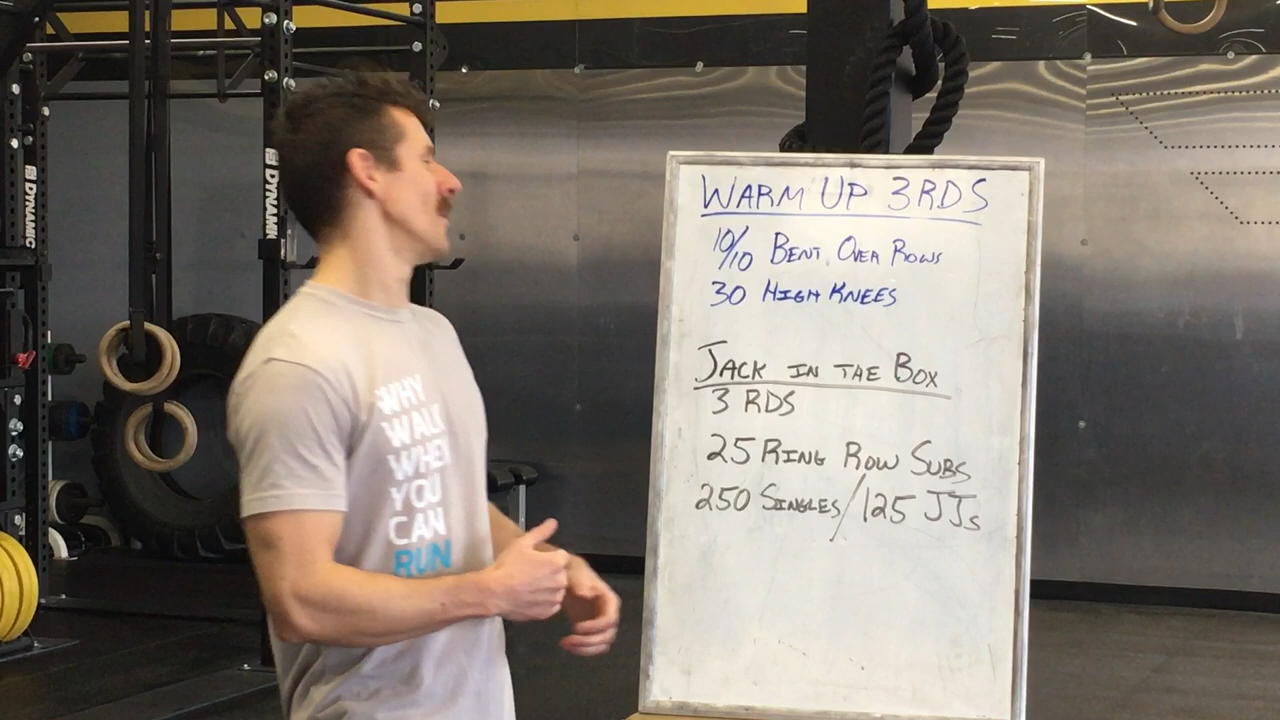 WARM UP 3RDS
10/10 BENT OVER ROWS
30 HIGH KNEES
JACK IN THE BOX
3 RDS
25 RING ROW SUBS
250 SINGLES/125 JJs
WHY
WALK
WHEN
YOU
CAN
RUN
DYNAMIC
DYNAMIC